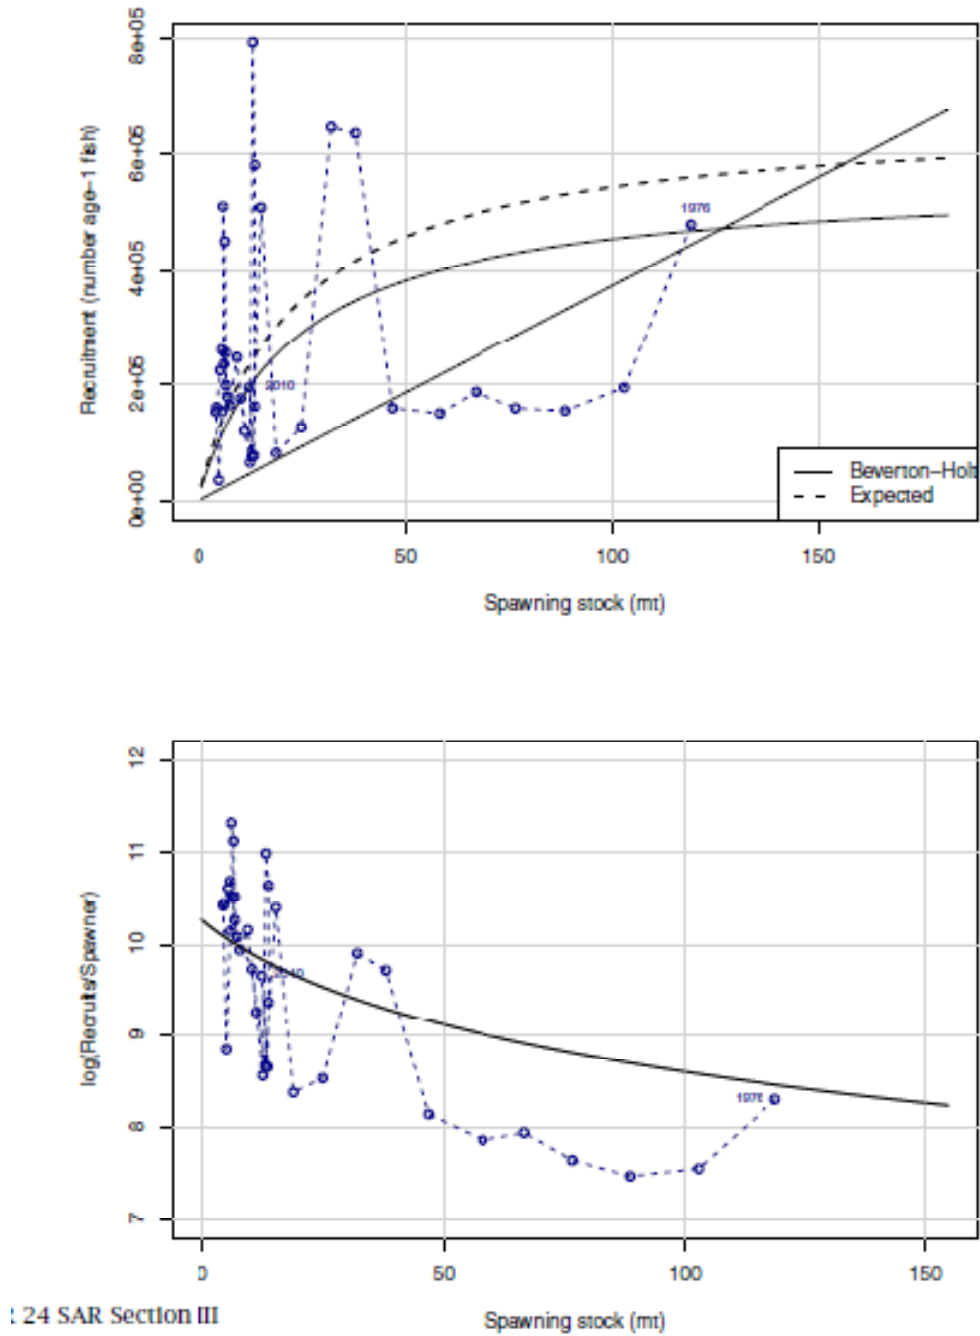 8e+05
6e+05
4e+05
2e+05
0e+00
Recruitment (number age–1 fish)
1976
2010
Beverton–Holt
Expected
0 50 100 150
Spawning stock (mt)
12
11
10
9
8
7
log(Recruits/Spawner)
1976
0 50 100 150
24 SAR Section III
Spawning stock (mt)